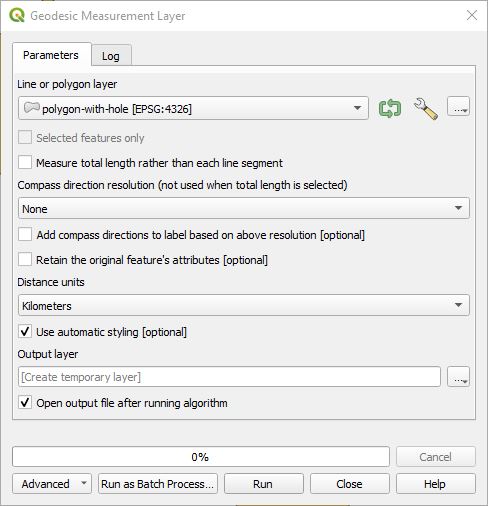 Geodesic Measurement Layer
Parameters Log
Line or polygon layer
polygon-with-hole [EPSG:4326]
...
Selected features only
Measure total length rather than each line segment
Compass direction resolution (not used when total length is selected)
None
Add compass directions to label based on above resolution [optional]
Retain the original feature's attributes [optional]
Distance units
Kilometers
Use automatic styling [optional]
Output layer
[Create temporary layer] ...
Open output file after running algorithm
0% Cancel
Advanced Run as Batch Process... Run Close Help